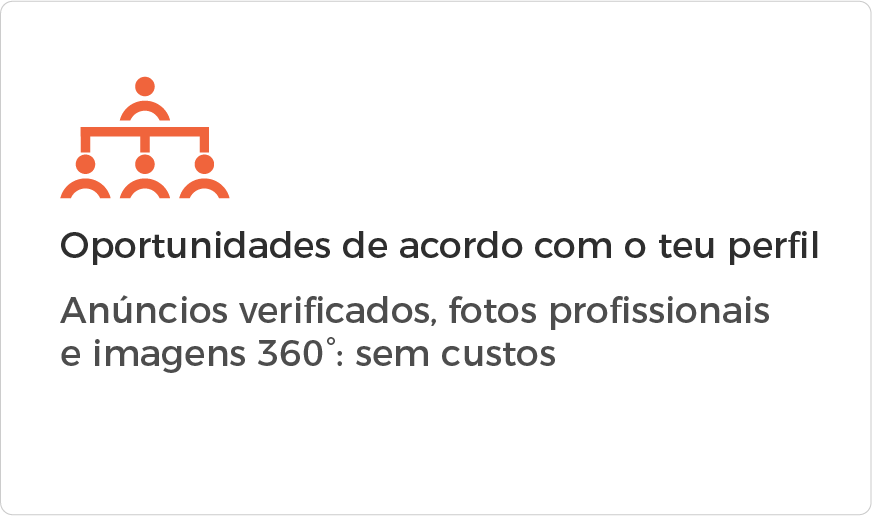 Oportunidades de acordo com o teu perfil
Anúncios verificados, fotos profissionais
e imagens 360°: sem custos